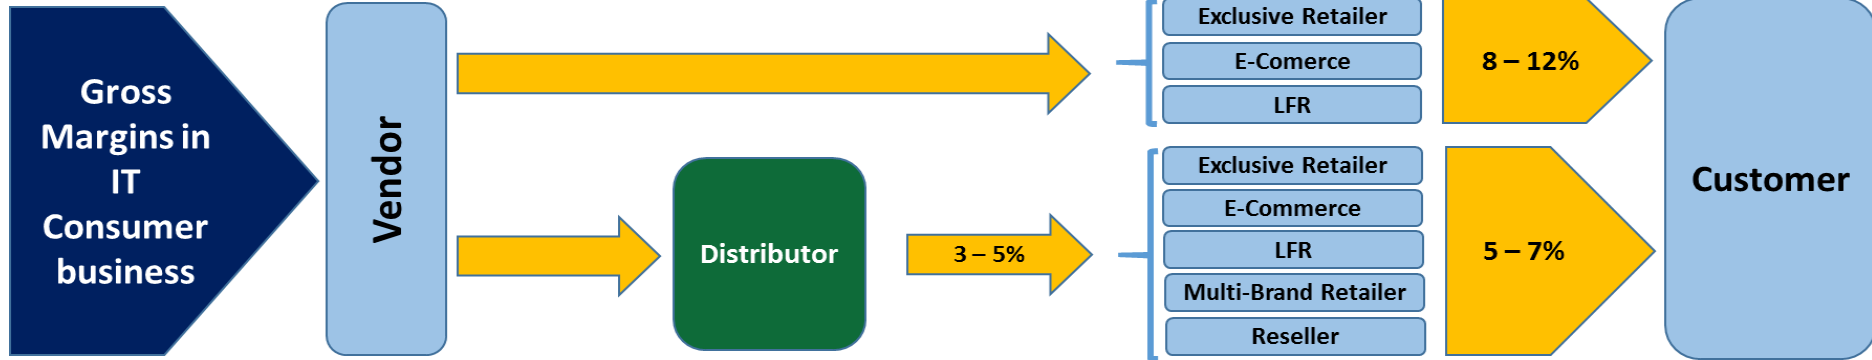 Gross
Margins in
IT
Consumer
business
Vendor
Exclusive Retailer
E-Comerce
LFR
8 – 12%
Distributor
3 – 5%
Exclusive Retailer
E-Commerce
LFR
Multi-Brand Retailer
Reseller
5 – 7%
Customer